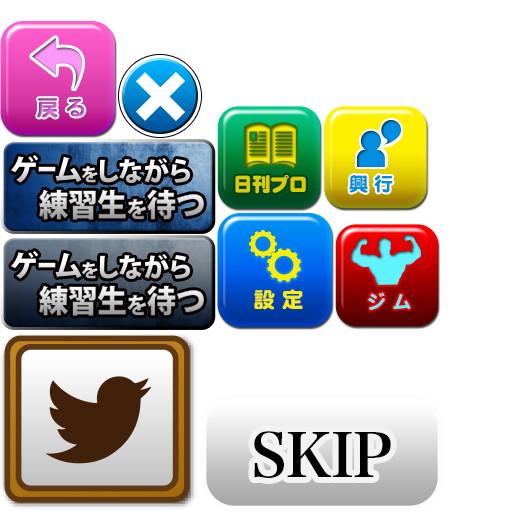 戻る
ゲームをしながら
練習生を待つ
日刊プロ
興行
ゲームをしながら
練習生を待つ
設定
ジム
SKIP